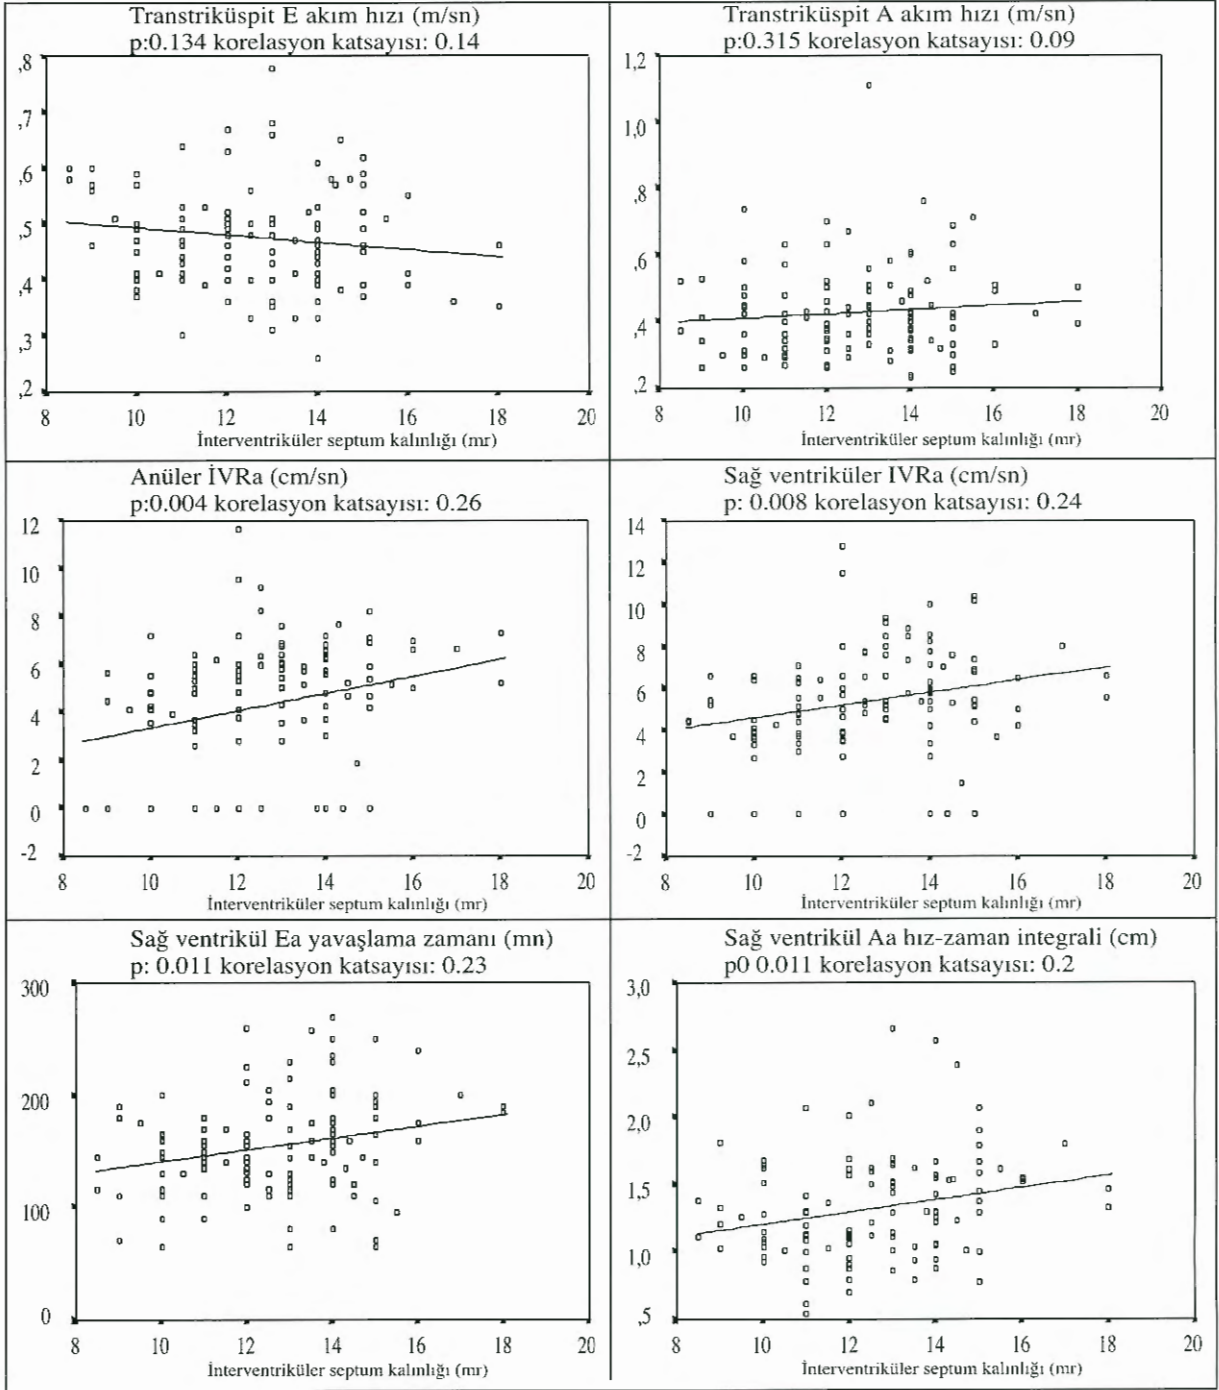 Transtriküspit E akım hızı (m/sn)
p:0.134 korelasyon katsayısı: 0.14
,8
,7
,6
,5
,4
,3
,2
8 10 12 14 16 18 20
İnterventriküler septum kalınlığı (mr)
Transtriküspit A akım hızı (m/sn)
p:0.315 korelasyon katsayısı: 0.09
1,2
1,0
,8
,6
,4
,2
8 10 12 14 16 18 20
İnterventriküler septum kalınlığı (mr)
Anüler İVRa (cm/sn)
p:0.004 korelasyon katsayısı: 0.26
12
10
8
6
4
2
0
-2
8 10 12 14 16 18 20
İnterventriküler septum kalınlığı (mr)
Sağ ventriküler IVRa (cm/sn)
p: 0.008 korelasyon katsayısı: 0.24
14
12
10
8
6
4
2
0
-2
8 10 12 14 16 18 20
İnterventriküler septum kalınlığı (mr)
Sağ ventrikül Ea yavaşlama zamanı (mn)
p: 0.011 korelasyon katsayısı: 0.23
300
200
100
0
8 10 12 14 16 18 20
İnterventriküler septum kalınlığı (mr)
Sağ ventrikül Aa hız-zaman integrali (cm)
p0 0.011 korelasyon katsayısı: 0.2
3,0
2,5
2,0
1,5
1,0
,5
8 10 12 14 16 18 20
İnterventriküler septum kalınlığı (mr)